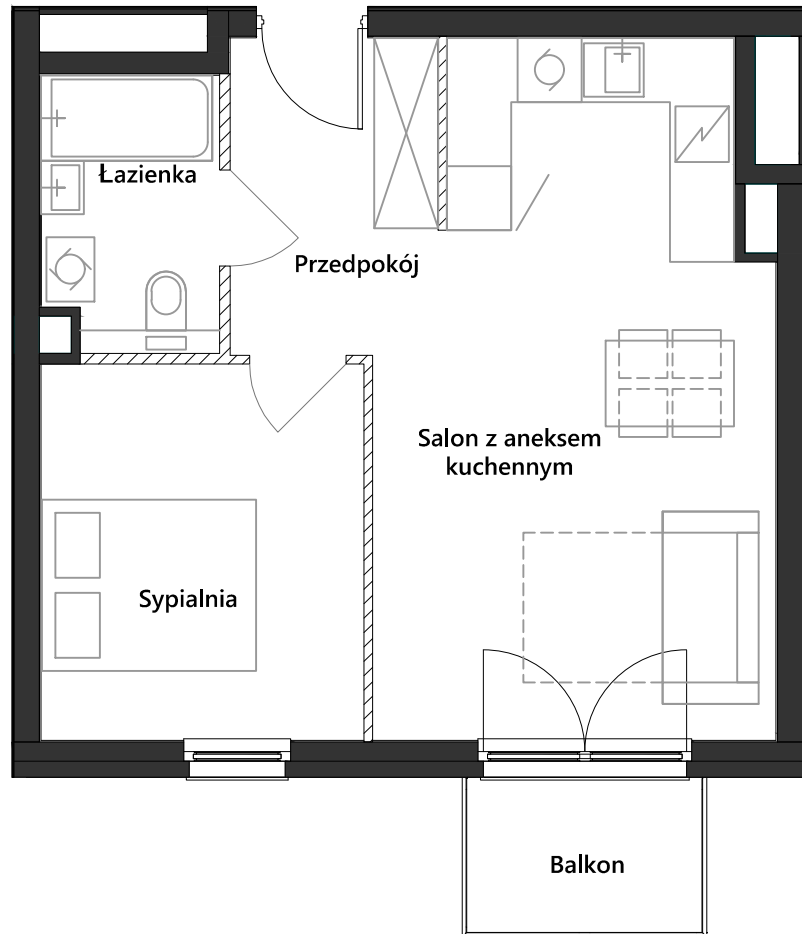 Łazienka
Przedpokój
Salon z aneksem
kuchennym
Sypialnia
Balkon